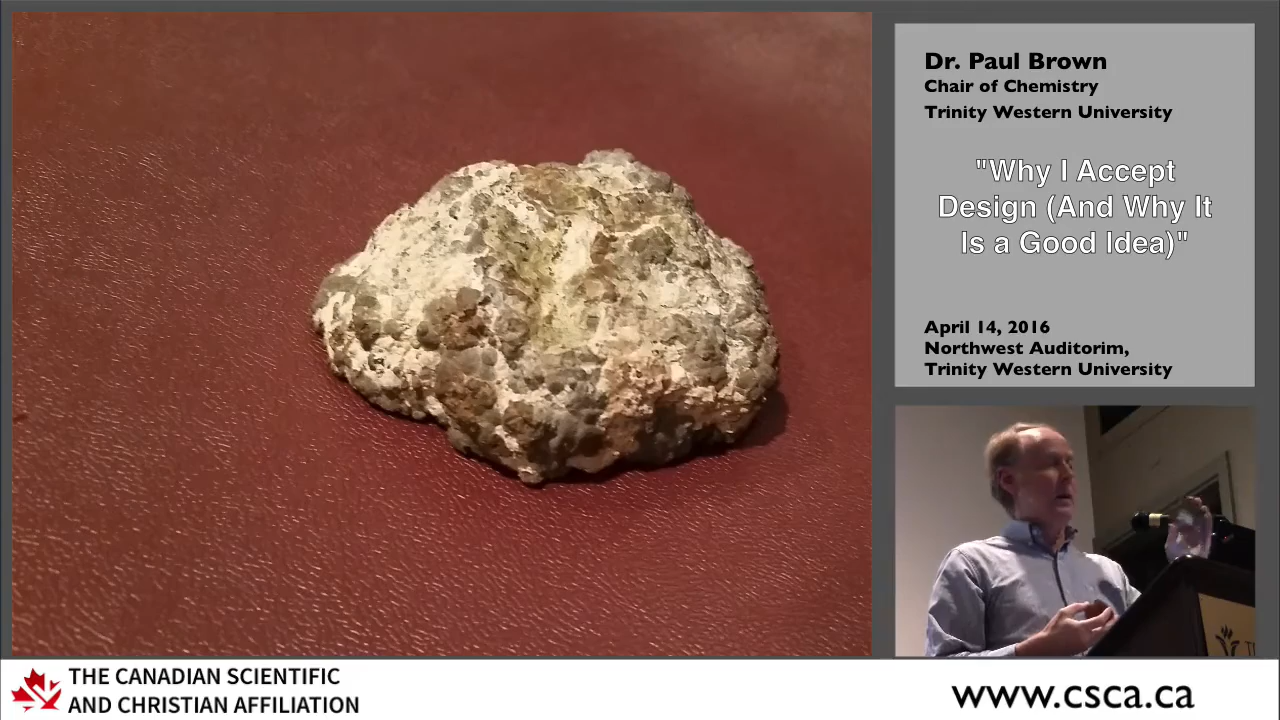 Dr. Paul Brown
Chair of Chemistry
Trinity Western University
"Why I Accept
Design (And Why It
Is a Good Idea)"
April 14, 2016
Northwest Auditorim,
Trinity Western University
THE CANADIAN SCIENTIFIC
AND CHRISTIAN AFFILIATION
www.csca.ca